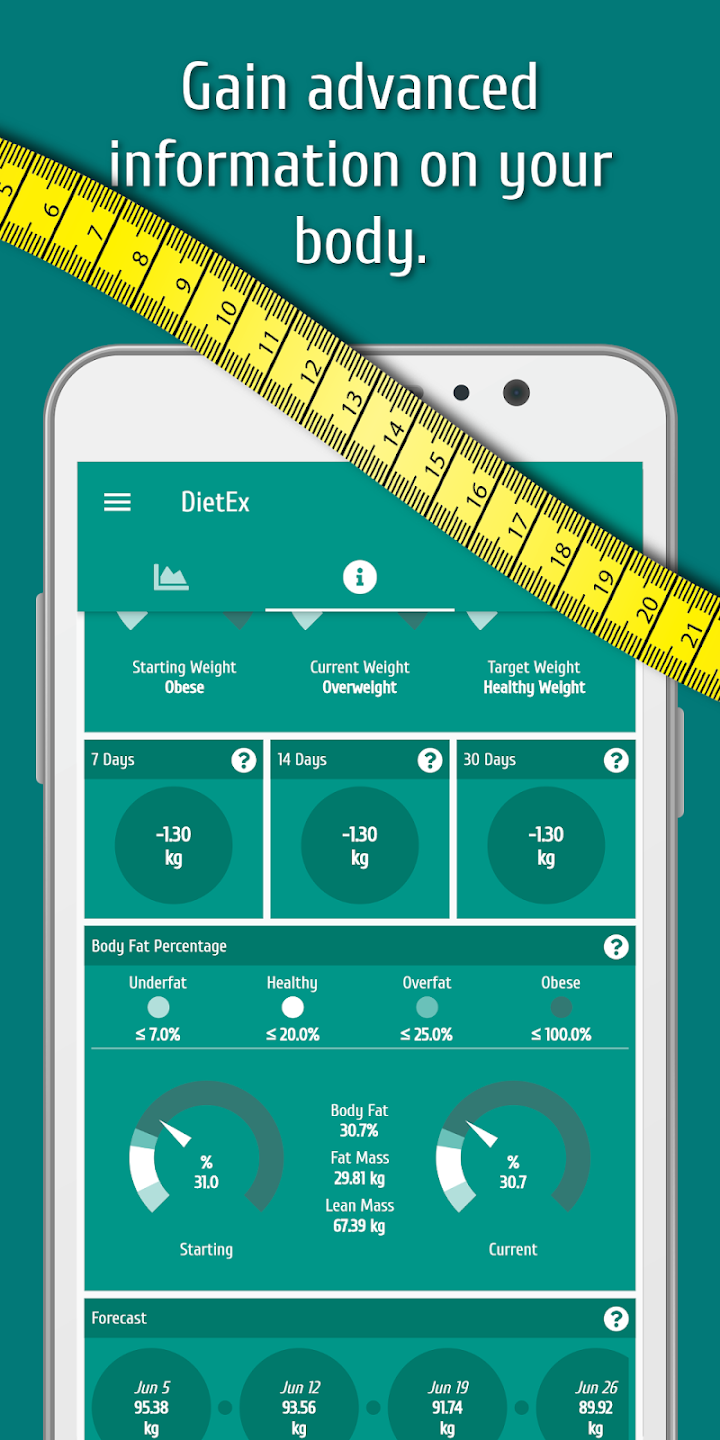 Gain advanced
information on your
body.
5 6 7 8 9 10 11 12 13 14 15 16 17 18 19 20 21
DietEx
Starting Weight
Obese
Current Weight
Overweight
Target Weight
Healthy Weight
7 Days ?
-1.30
kg
14 Days ?
-1.30
kg
30 Days ?
-1.30
kg
Body Fat Percentage ?
Underfat Healthy Overfat Obese
≤ 7.0% ≤ 20.0% ≤ 25.0% ≤ 100.0%
%
31.0
Starting
Body Fat
30.7%
Fat Mass
29.81 kg
Lean Mass
67.39 kg
%
30.7
Current
Forecast ?
Jun 5 Jun 12 Jun 19 Jun 26
95.38 93.56 91.74 89.92
kg kg kg kg